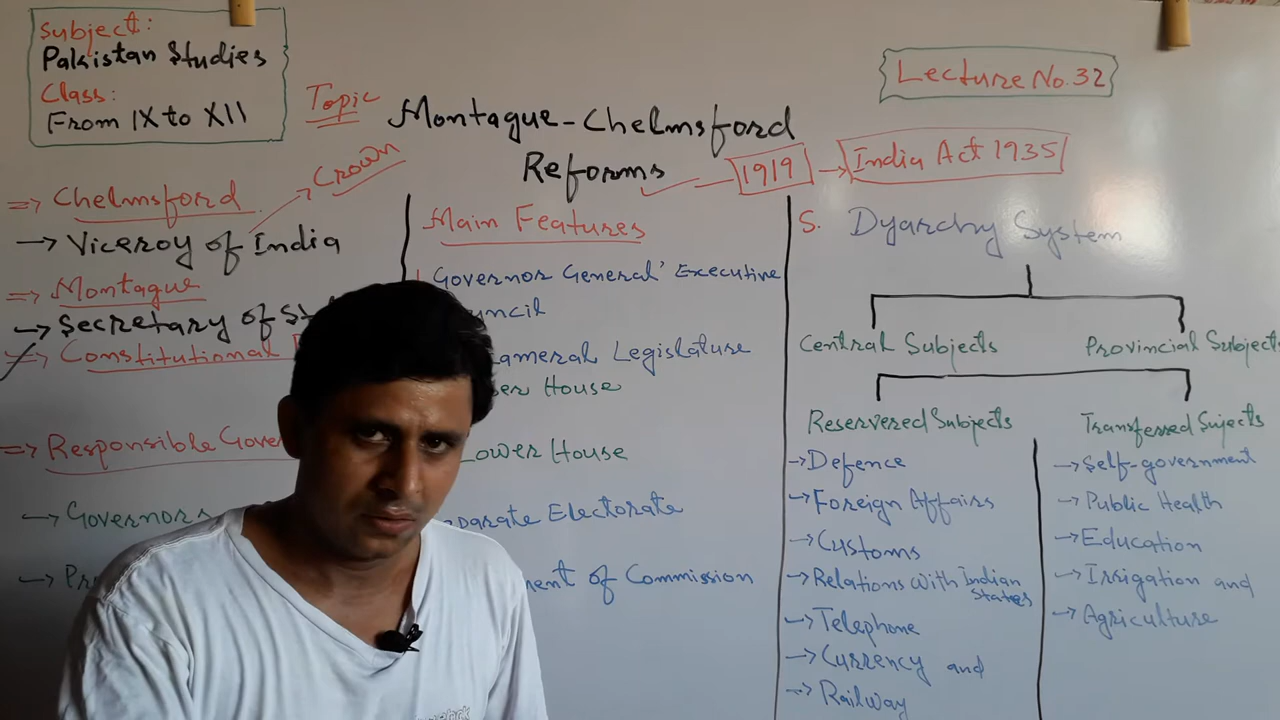 Subject:
Pakistan Studies
Class:
From IX to XII
Lecture No. 32
Topic
Montague-Chelmsford
Reforms
1919
India Act 1935
Crown
=> Chelmsford
→ Viceroy of India
=> Montague
→ Secretary of
=> Constitutional
=> Responsible
→ Governors
Main Features
Governor General' Executive
Legislature
House
Lower House
Electorate
of Commission
5. Dyarchy System
Central Subjects
Provincial Subjects
Reservered Subjects
→ Defence
→ Foreign Affairs
→ Customs
→ Relations with Indian
States
→ Telephone
→ Currency and
→ Railway
Transferred Sujects
→ Self-government
→ Public Health
→ Education
→ Irrigation and
→ Agriculture